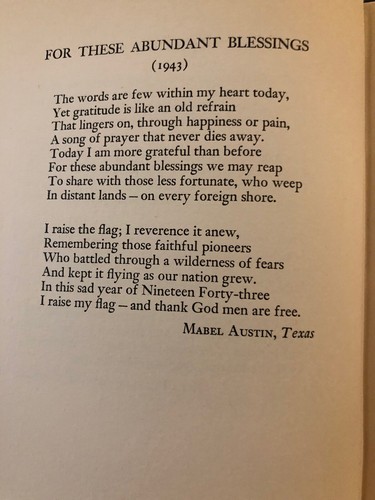 FOR THESE ABUNDANT BLESSINGS
(1943)
The words are few within my heart today,
Yet gratitude is like an old refrain
That lingers on, through happiness or pain,
A song of prayer that never dies away.
Today I am more grateful than before
For these abundant blessings we may reap
To share with those less fortunate, who weep
In distant lands — on every foreign shore.
I raise the flag; I reverence it anew,
Remembering those faithful pioneers
Who battled through a wilderness of fears
And kept it flying as our nation grew.
In this sad year of Nineteen Forty-three
I raise my flag — and thank God men are free.
MABEL AUSTIN, Texas